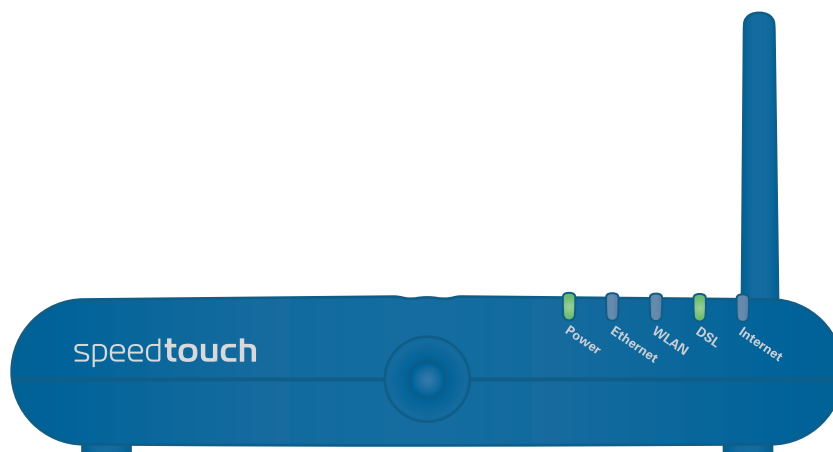 speedtouch
Power
Ethernet
WLAN
DSL
Internet